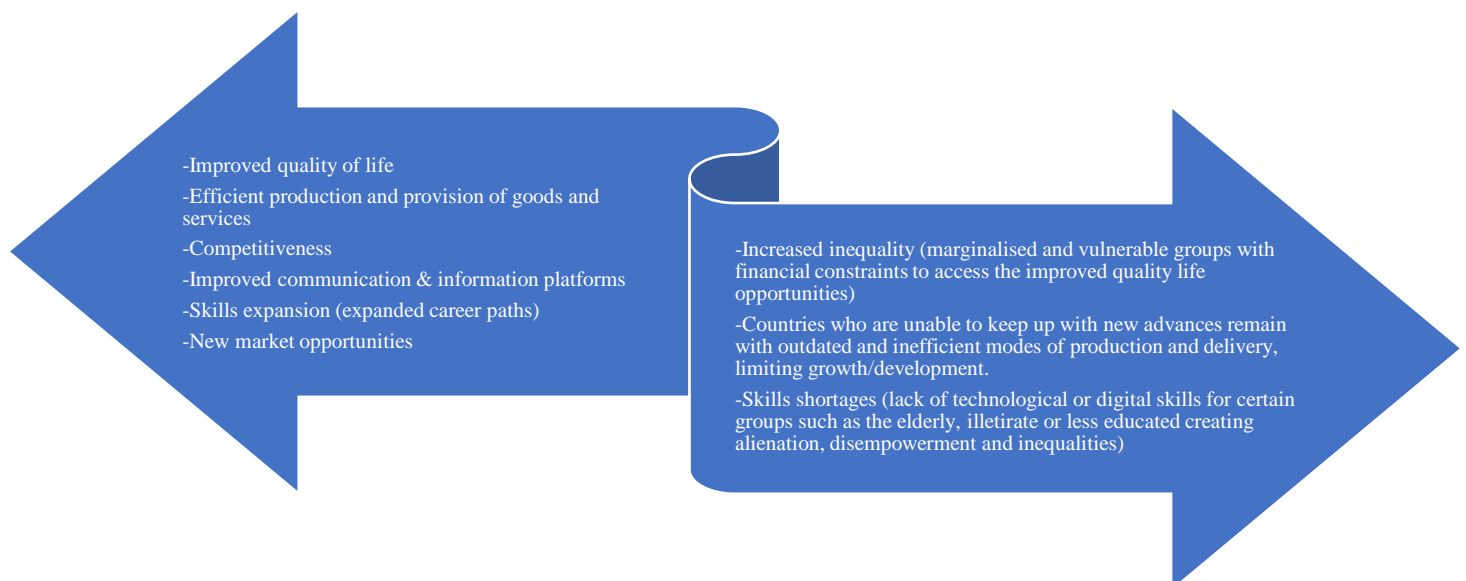 -Improved quality of life
-Efficient production and provision of goods and
services
-Competitiveness
-Improved communication & information platforms
-Skills expansion (expanded career paths)
-New market opportunities
-Increased inequality (marginalised and vulnerable groups with
financial constraints to access the improved quality life
opportunities)
-Countries who are unable to keep up with new advances remain
with outdated and inefficient modes of production and delivery,
limiting growth/development.
-Skills shortages (lack of technological or digital skills for certain
groups such as the elderly, illetirate or less educated creating
alienation, disempowerment and inequalities)